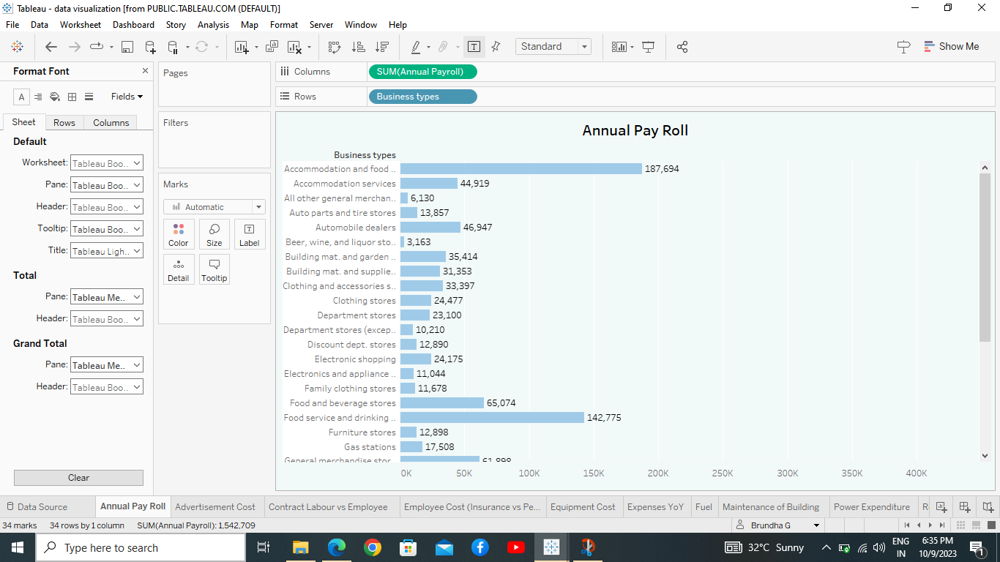 Tableau - data visualization [from PUBLIC.TABLEAU.COM (DEFAULT)]
File Data Worksheet Dashboard Story Analysis Map Format Server Window Help
Standard
Show Me
Format Font
Fields
Sheet Rows Columns
Default
Worksheet: Tableau Boo..
Pane: Tableau Boo..
Header: Tableau Boo..
Tooltip: Tableau Boo..
Title: Tableau Ligh..
Total
Pane: Tableau Me..
Header: Tableau Boo..
Grand Total
Pane: Tableau Me..
Header: Tableau Boo..
Clear
Pages
Filters
Marks
Automatic
Color Size Label
Detail Tooltip
Columns SUM(Annual Payroll)
Rows Business types
Annual Pay Roll
Business types
Accommodation and food .. 187,694
Accommodation services 44,919
All other general merchan.. 6,130
Auto parts and tire stores 13,857
Automobile dealers 46,947
Beer, wine, and liquor sto.. 3,163
Building mat. and garden .. 35,414
Building mat. and supplie.. 31,353
Clothing and accessories s.. 33,397
Clothing stores 24,477
Department stores 23,100
Department stores (excep.. 10,210
Discount dept. stores 12,890
Electronic shopping 24,175
Electronics and appliance .. 11,044
Family clothing stores 11,678
Food and beverage stores 65,074
Food service and drinking .. 142,775
Furniture stores 12,898
Gas stations 17,508
General merchandise stor.. 61,898
0K 50K 100K 150K 200K 250K 300K 350K 400K
Data Source Annual Pay Roll Advertisement Cost Contract Labour vs Employee Employee Cost (Insurance vs Pe... Equipment Cost Expenses YoY Fuel Maintenance of Building Power Expenditure
34 marks 34 rows by 1 column SUM(Annual Payroll): 1,542,709
Brundha G
Type here to search
32°C Sunny
ENG
IN
6:35 PM
10/9/2023
1